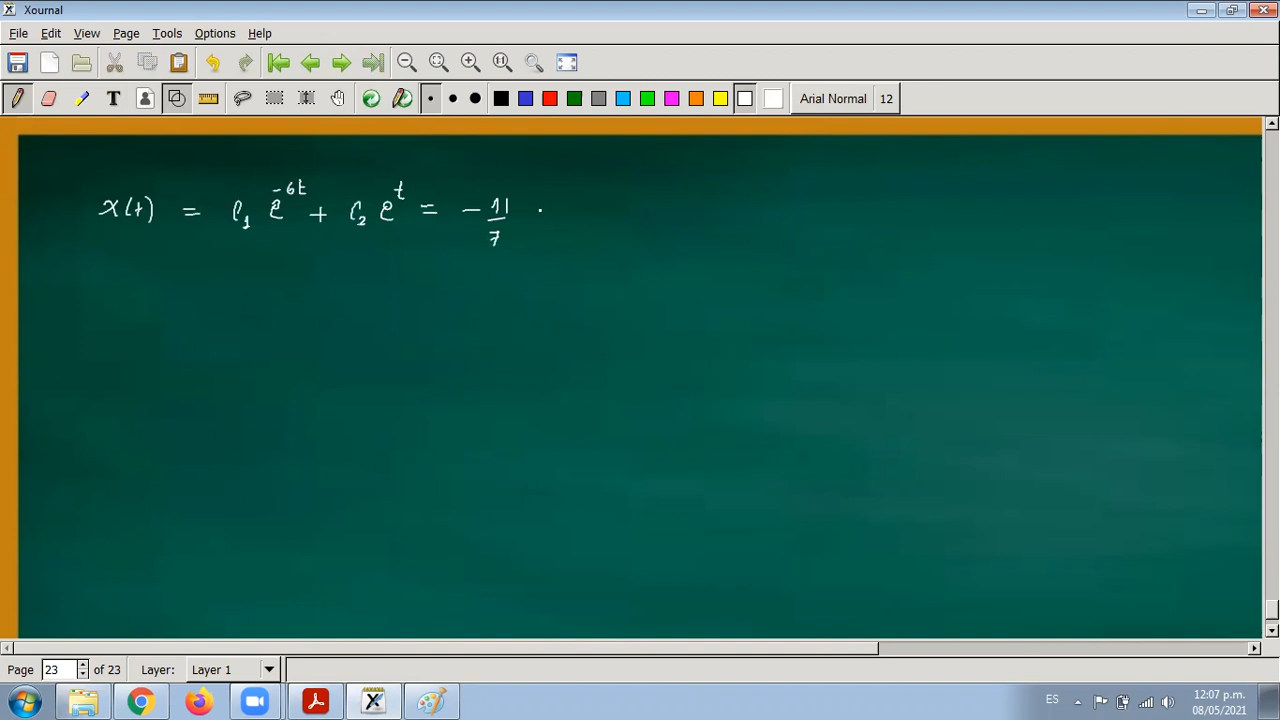 Xournal
File Edit View Page Tools Options Help
Arial Normal 12
x(t) = C₁ e^{-6t} + C₂ e^{t} = - 11/7 .
Page 23 of 23 Layer: Layer 1
ES 12:07 p.m.
08/05/2021